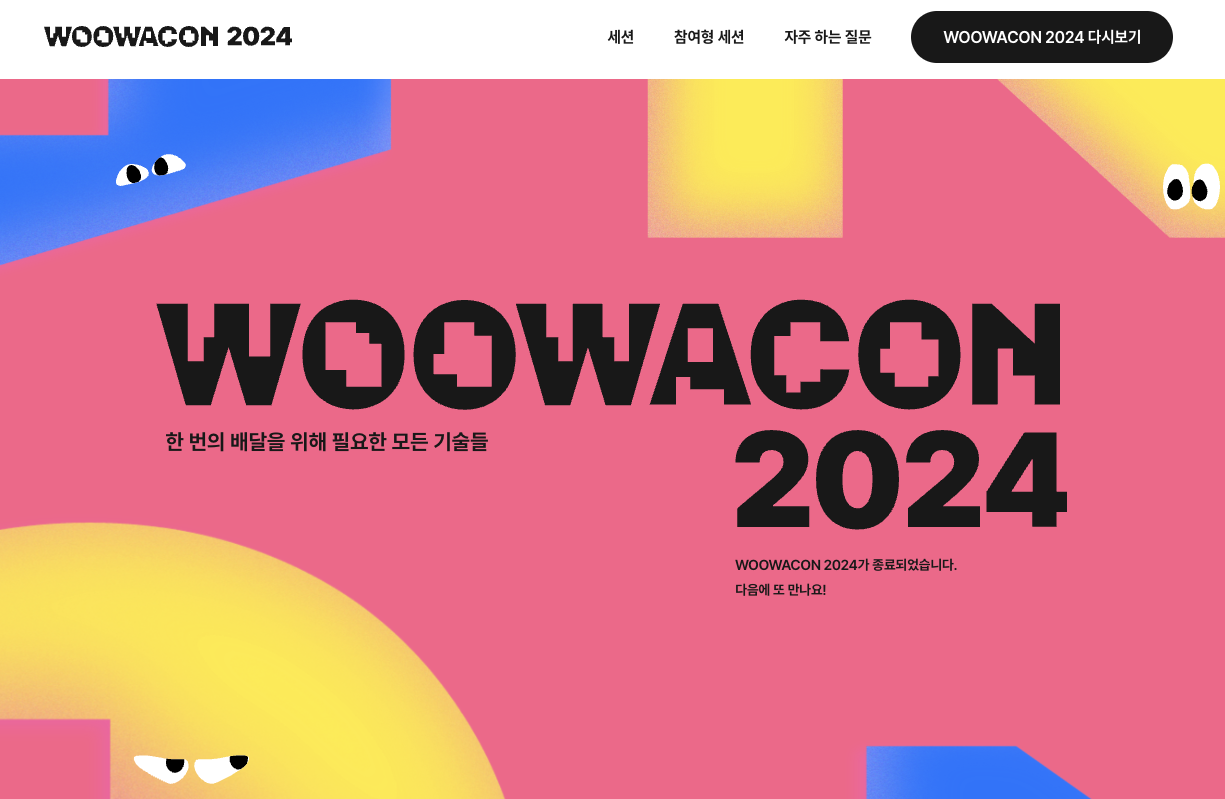 WOOWACON 2024
세션
참여형 세션
자주 하는 질문
WOOWACON 2024 다시보기
WOOWACON
한 번의 배달을 위해 필요한 모든 기술들
2024
WOOWACON 2024가 종료되었습니다.
다음에 또 만나요!